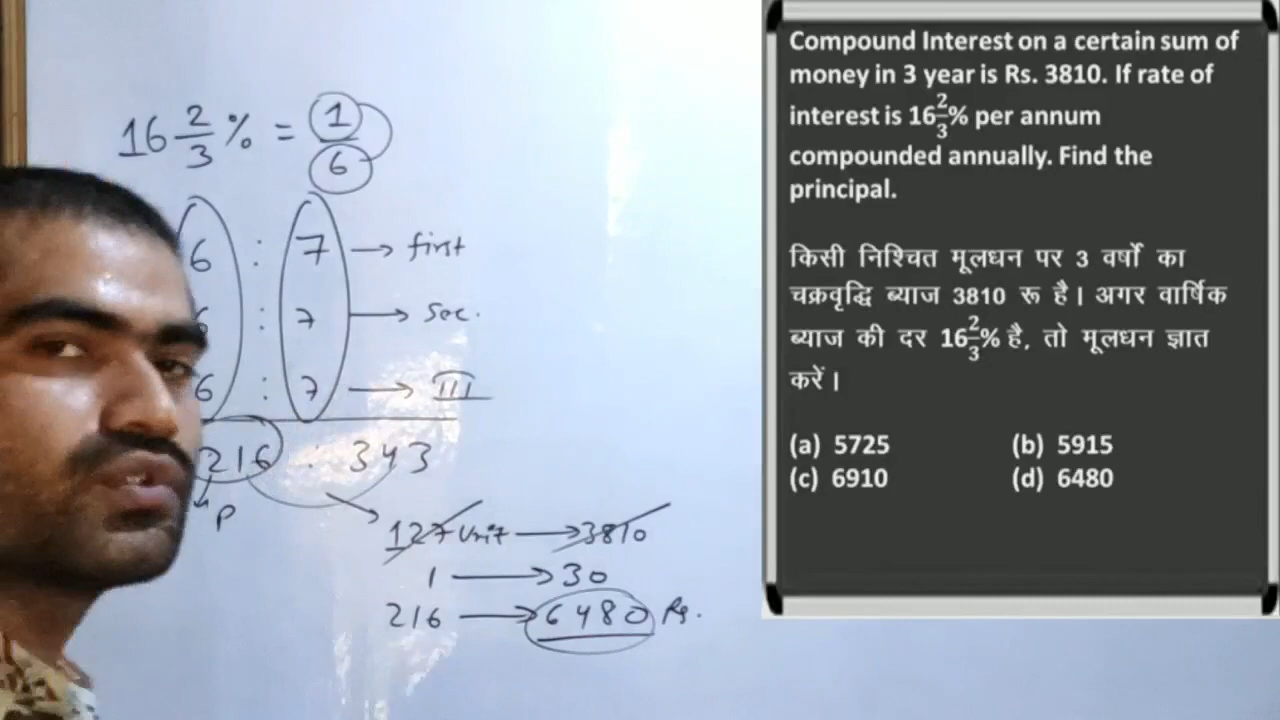 16 2/3 % = 1/6
6 : 7 → first
6 : 7 → Sec.
6 : 7 → III
216 : 343
P
127 Unit → 3810
1 → 30
216 → 6480 Rs.
Compound Interest on a certain sum of
money in 3 year is Rs. 3810. If rate of
interest is 16 2/3% per annum
compounded annually. Find the
principal.
किसी निश्चित मूलधन पर 3 वर्षों का
चक्रवृद्धि ब्याज 3810 रू है। अगर वार्षिक
ब्याज की दर 16 2/3% है, तो मूलधन ज्ञात
करें।
(a) 5725 (b) 5915
(c) 6910 (d) 6480